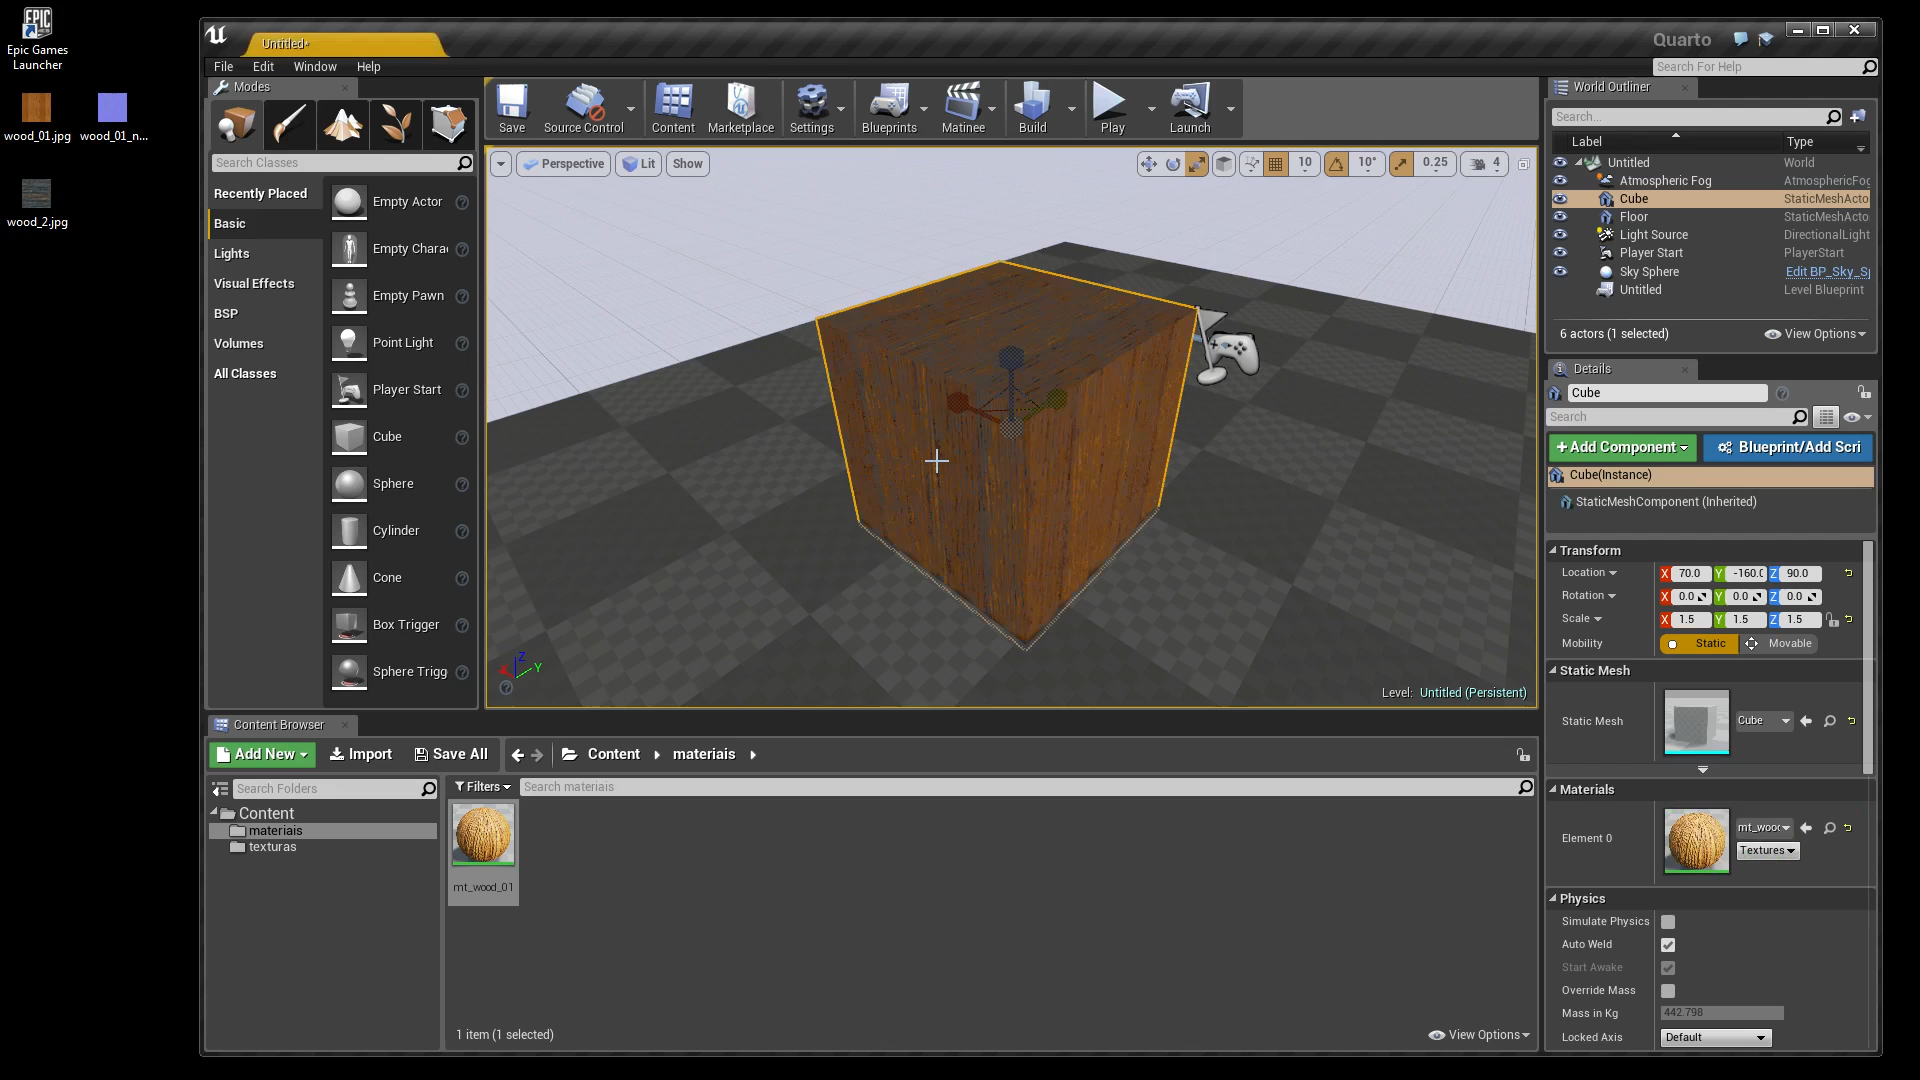 Epic Games
Launcher
wood_01.jpg
wood_01_n...
wood_2.jpg
Untitled*
Quarto
File
Edit
Window
Help
Search For Help
Modes
Search Classes
Recently Placed
Basic
Lights
Visual Effects
BSP
Volumes
All Classes
Empty Actor
Empty Chara
Empty Pawn
Point Light
Player Start
Cube
Sphere
Cylinder
Cone
Box Trigger
Sphere Trigg
Save
Source Control
Content
Marketplace
Settings
Blueprints
Matinee
Build
Play
Launch
Perspective
Lit
Show
10
10°
0.25
4
Z
Y
Level: Untitled (Persistent)
World Outliner
Search...
Label
Type
Untitled
World
Atmospheric Fog
AtmosphericFog
Cube
StaticMeshActo
Floor
StaticMeshActo
Light Source
DirectionalLight
Player Start
PlayerStart
Sky Sphere
Edit BP_Sky_Sp
Untitled
Level Blueprint
6 actors (1 selected)
View Options
Details
Cube
Search
+Add Component
Blueprint/Add Scri
Cube(Instance)
StaticMeshComponent (Inherited)
Transform
Location
X 70.0 Y -160.0 Z 90.0
Rotation
X 0.0 Y 0.0 Z 0.0
Scale
X 1.5 Y 1.5 Z 1.5
Mobility
Static
Movable
Static Mesh
Static Mesh
Cube
Materials
Element 0
mt_wood
Textures
Physics
Simulate Physics
Auto Weld
Start Awake
Override Mass
Mass in Kg
442.798
Locked Axis
Default
Content Browser
Add New
Import
Save All
Content
materiais
Search Folders
Filters
Search materiais
Content
materiais
texturas
mt_wood_01
1 item (1 selected)
View Options